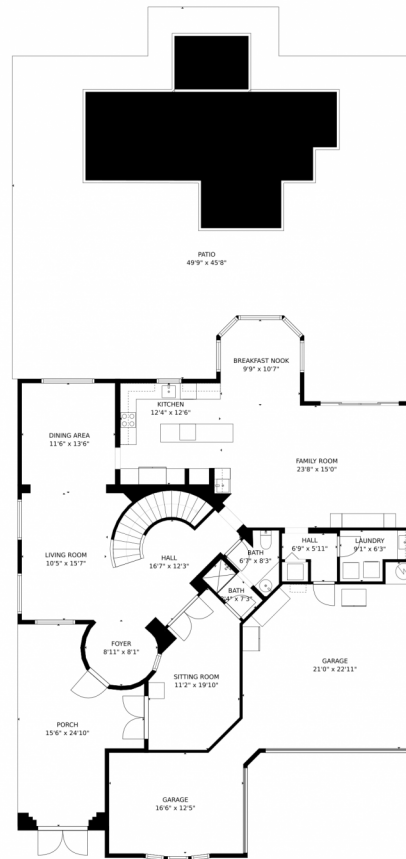 PATIO
49'9" x 45'8"
BREAKFAST NOOK
9'9" x 10'7"
KITCHEN
12'4" x 12'6"
DINING AREA
11'6" x 13'6"
FAMILY ROOM
23'8" x 15'0"
HALL
6'9" x 5'11"
LAUNDRY
9'1" x 6'3"
BATH
6'7" x 8'3"
LIVING ROOM
10'5" x 15'7"
HALL
16'7" x 12'3"
BATH
x 7'3"
FOYER
8'11" x 8'1"
GARAGE
21'0" x 22'11"
SITTING ROOM
11'2" x 19'10"
PORCH
15'6" x 24'10"
GARAGE
16'6" x 12'5"